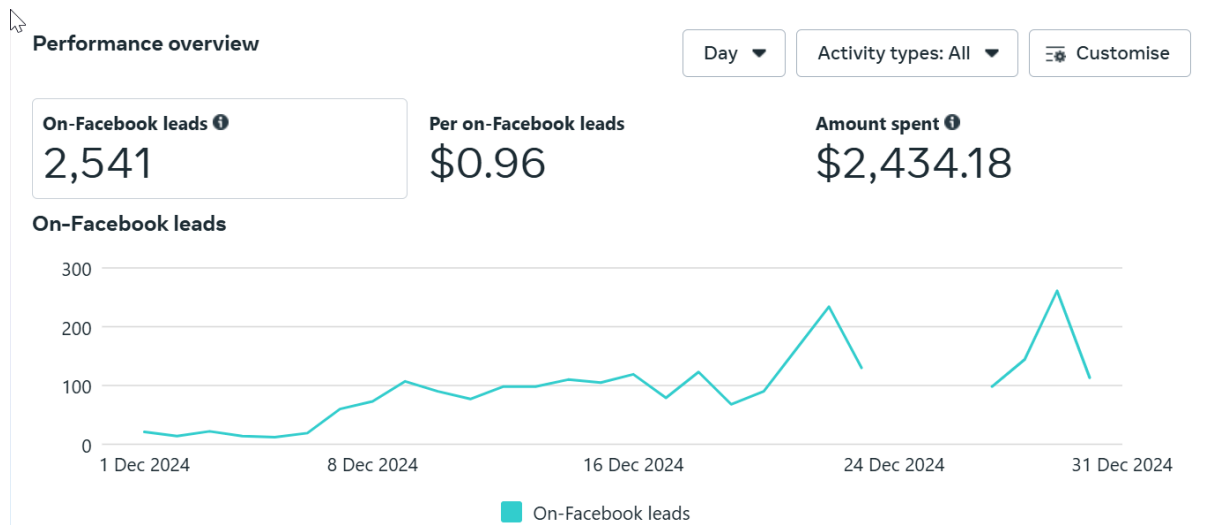 Performance overview
Day
Activity types: All
Customise
On-Facebook leads
2,541
Per on-Facebook leads
$0.96
Amount spent
$2,434.18
On-Facebook leads
300
200
100
0
1 Dec 2024 8 Dec 2024 16 Dec 2024 24 Dec 2024 31 Dec 2024
On-Facebook leads